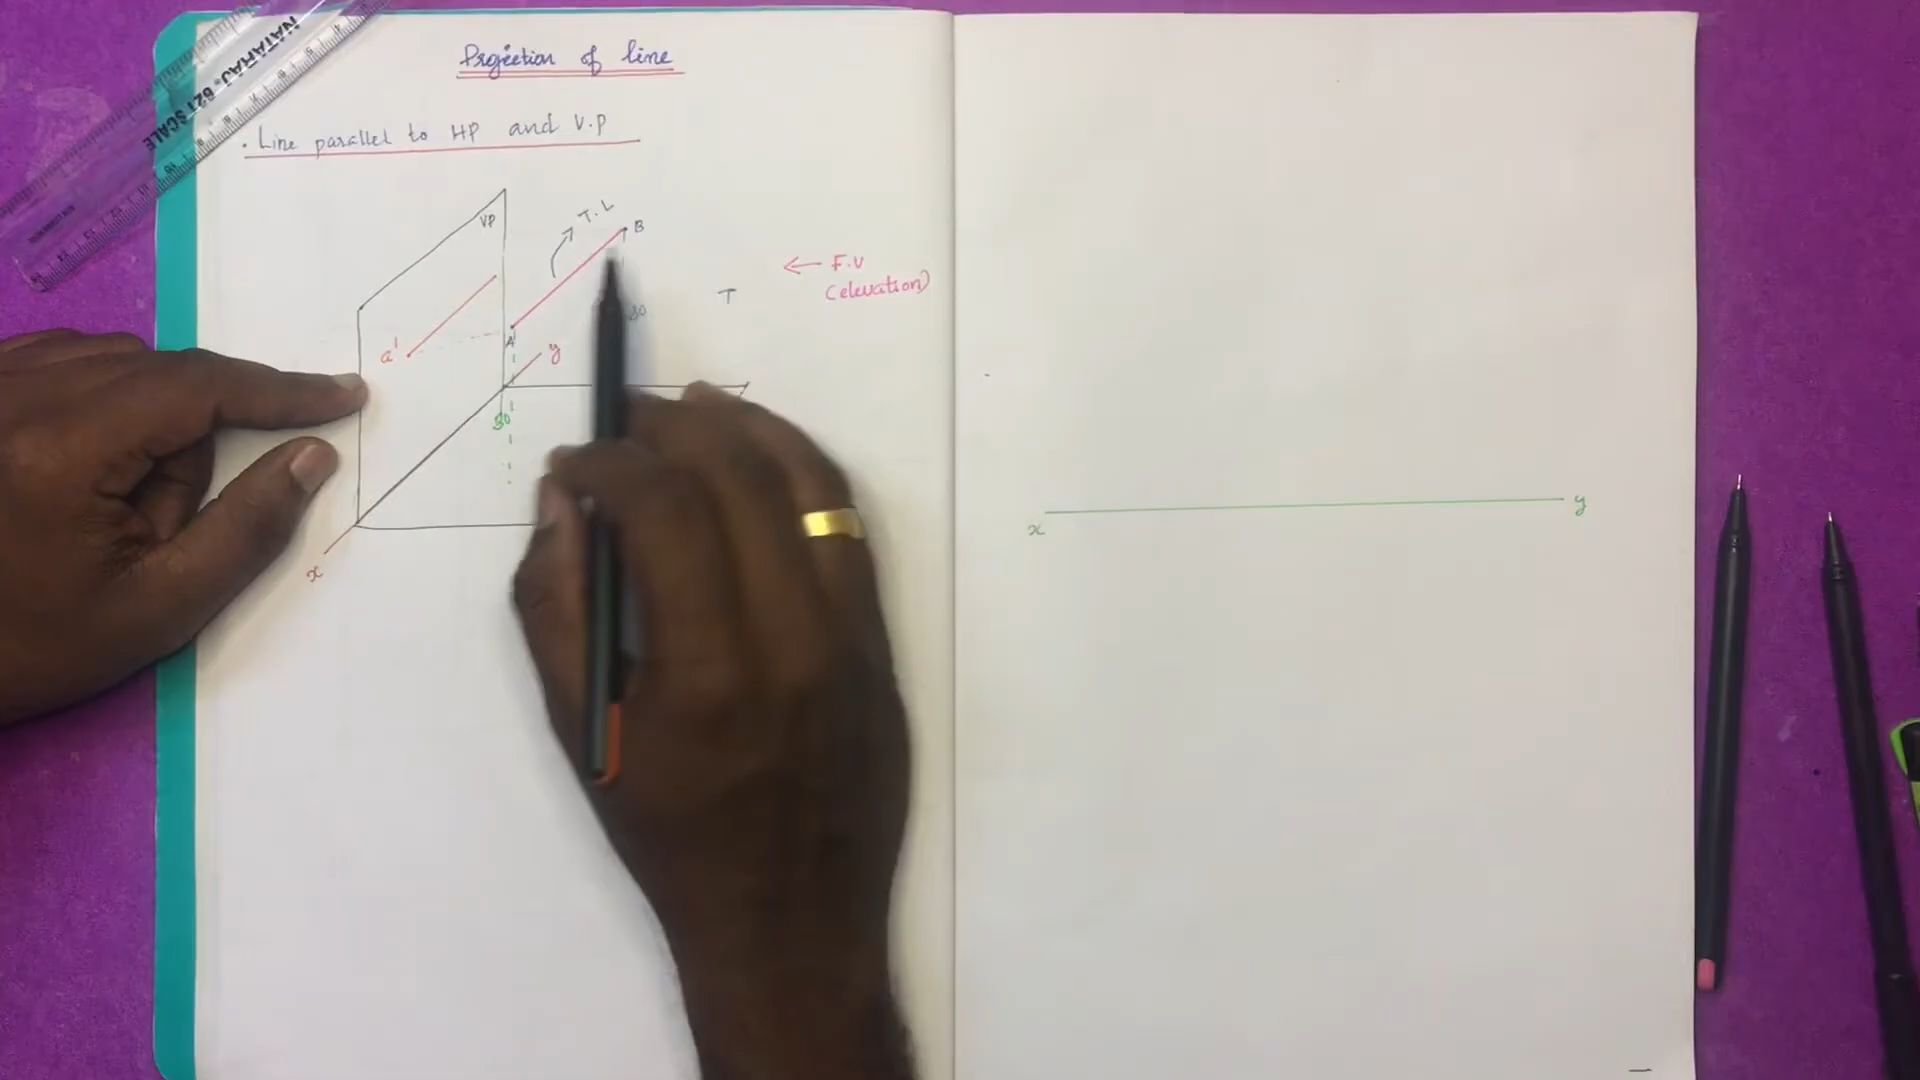 Projection of line
. Line parallel to HP and V.P
VP
T.L
B
F.V
(elevation)
T
30
a'
A
y
30
x
x
y
NATARAJ. 621 SCALE